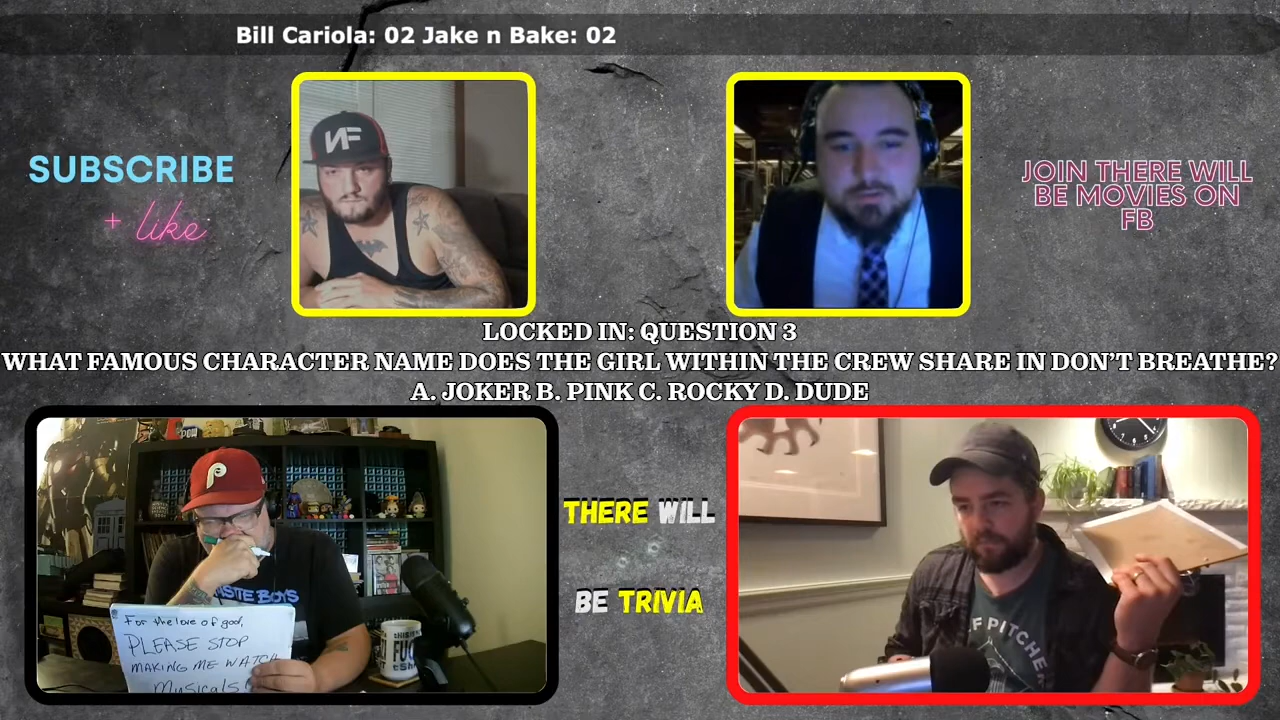 Bill Cariola: 02 Jake n Bake: 02
NF
SUBSCRIBE
+ like
JOIN THERE WILL
BE MOVIES ON
FB
LOCKED IN: QUESTION 3
WHAT FAMOUS CHARACTER NAME DOES THE GIRL WITHIN THE CREW SHARE IN DON'T BREATHE?
A. JOKER B. PINK C. ROCKY D. DUDE
P
For the love of god,
PLEASE STOP
MAKING ME WATCH
Musicals!
THERE WILL
BE TRIVIA
F PITCHE